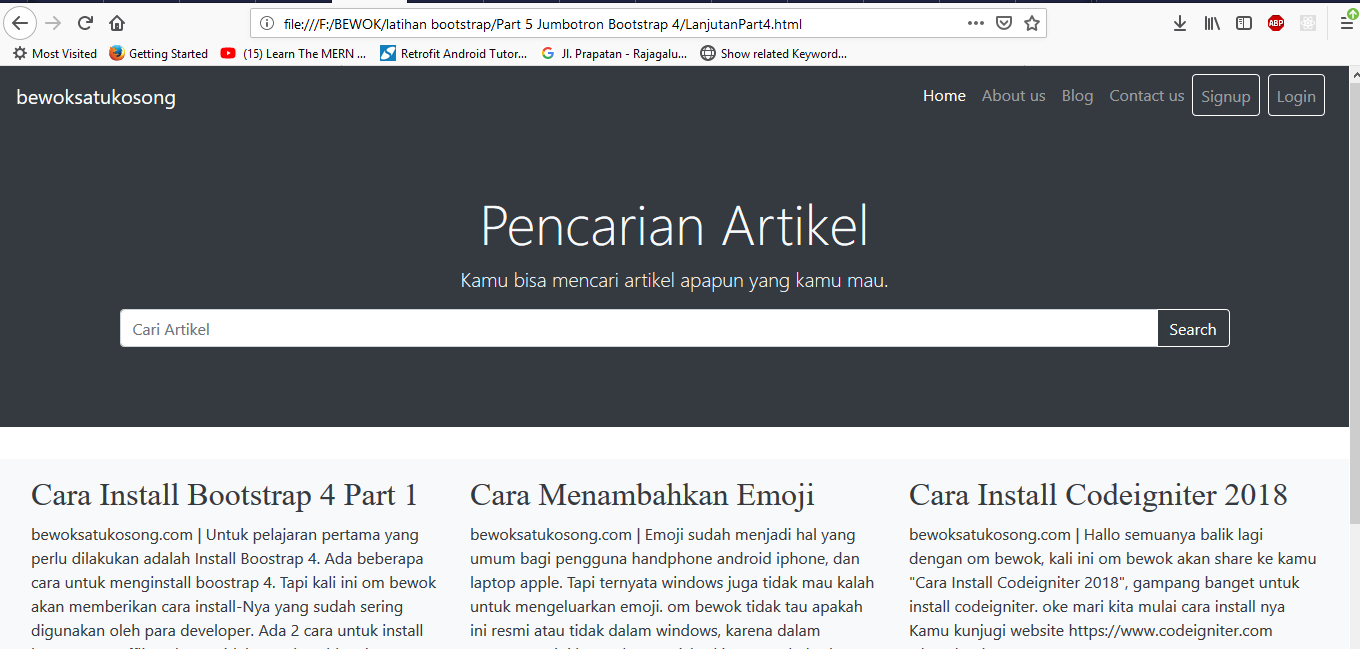 file:///F:/BEWOK/latihan bootstrap/Part 5 Jumbotron Bootstrap 4/LanjutanPart4.html
ABP
Most Visited Getting Started (15) Learn The MERN ... Retrofit Android Tutor... Jl. Prapatan - Rajagalu... Show related Keyword...
bewoksatukosong Home About us Blog Contact us Signup Login
Pencarian Artikel
Kamu bisa mencari artikel apapun yang kamu mau.
Cari Artikel Search
Cara Install Bootstrap 4 Part 1
bewoksatukosong.com | Untuk pelajaran pertama yang
perlu dilakukan adalah Install Boostrap 4. Ada beberapa
cara untuk menginstall boostrap 4. Tapi kali ini om bewok
akan memberikan cara install-Nya yang sudah sering
digunakan oleh para developer. Ada 2 cara untuk install
Cara Menambahkan Emoji
bewoksatukosong.com | Emoji sudah menjadi hal yang
umum bagi pengguna handphone android iphone, dan
laptop apple. Tapi ternyata windows juga tidak mau kalah
untuk mengeluarkan emoji. om bewok tidak tau apakah
ini resmi atau tidak dalam windows, karena dalam
Cara Install Codeigniter 2018
bewoksatukosong.com | Hallo semuanya balik lagi
dengan om bewok, kali ini om bewok akan share ke kamu
"Cara Install Codeigniter 2018", gampang banget untuk
install codeigniter. oke mari kita mulai cara install nya
Kamu kunjugi website https://www.codeigniter.com